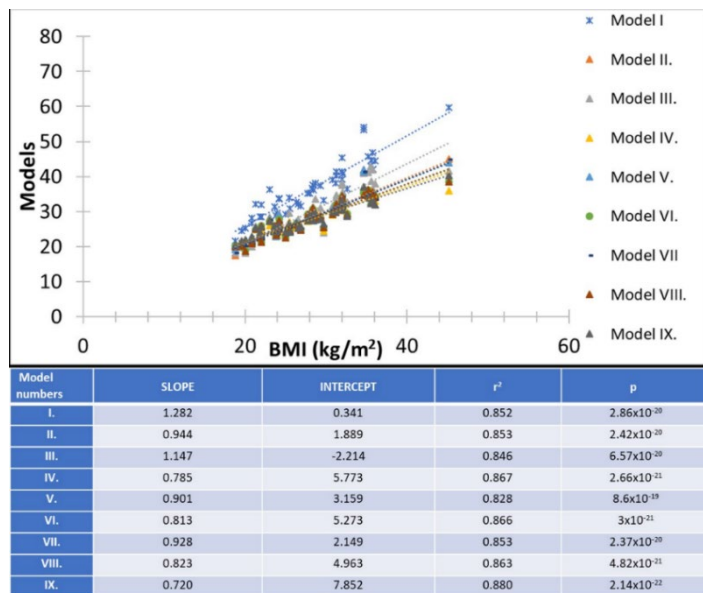 80
70
60
50
40
30
20
10
0
Models
0
20
40
60
BMI (kg/m²)
Model I
Model II.
Model III.
Model IV.
Model V.
Model VI.
Model VII
Model VIII.
Model IX.
Model numbers SLOPE INTERCEPT r² p
I. 1.282 0.341 0.852 2.86x10⁻²⁰
II. 0.944 1.889 0.853 2.42x10⁻²⁰
III. 1.147 -2.214 0.846 6.57x10⁻²⁰
IV. 0.785 5.773 0.867 2.66x10⁻²¹
V. 0.901 3.159 0.828 8.6x10⁻¹⁹
VI. 0.813 5.273 0.866 3x10⁻²¹
VII. 0.928 2.149 0.853 2.37x10⁻²⁰
VIII. 0.823 4.963 0.863 4.82x10⁻²¹
IX. 0.720 7.852 0.880 2.14x10⁻²²